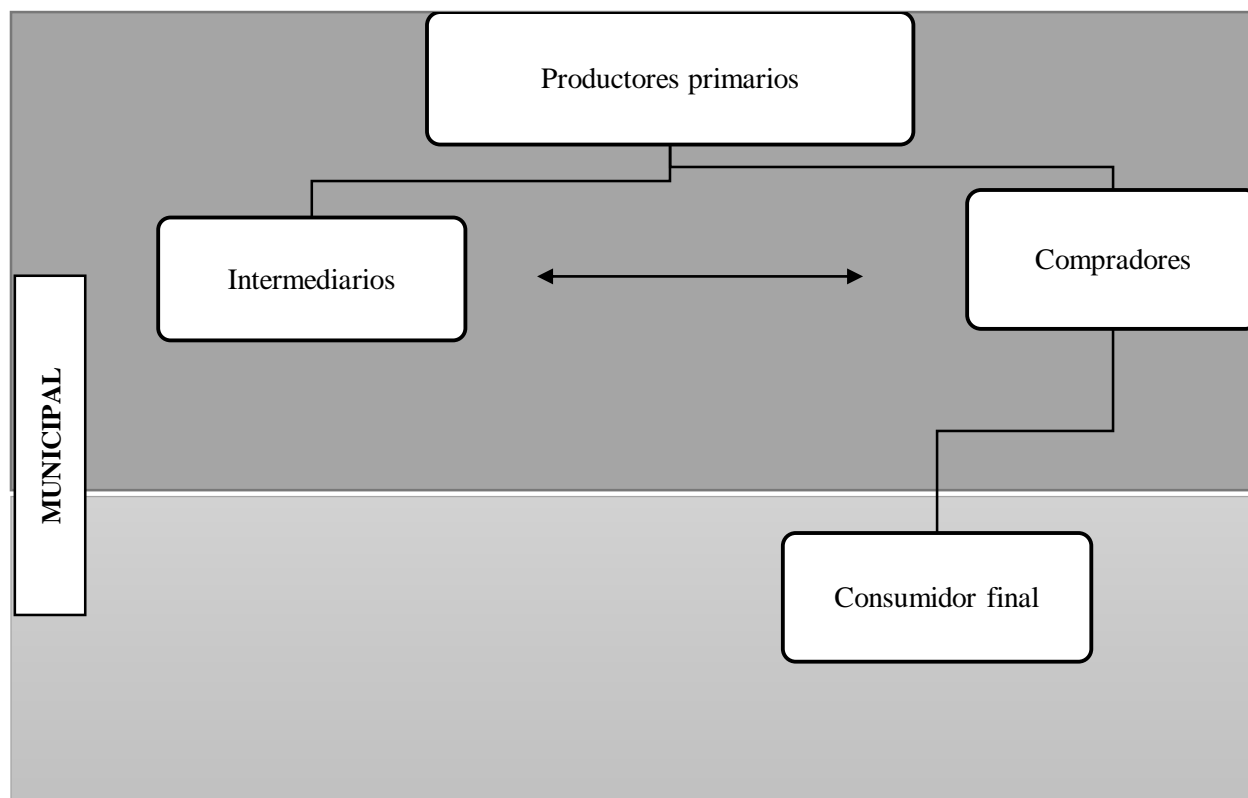 Productores primarios
Intermediarios
Compradores
MUNICIPAL
Consumidor final